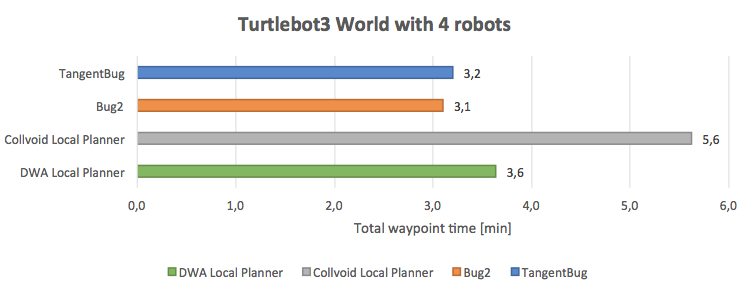 Turtlebot3 World with 4 robots
TangentBug 3,2
Bug2 3,1
Collvoid Local Planner 5,6
DWA Local Planner 3,6
0,0 1,0 2,0 3,0 4,0 5,0 6,0
Total waypoint time [min]
DWA Local Planner Collvoid Local Planner Bug2 TangentBug